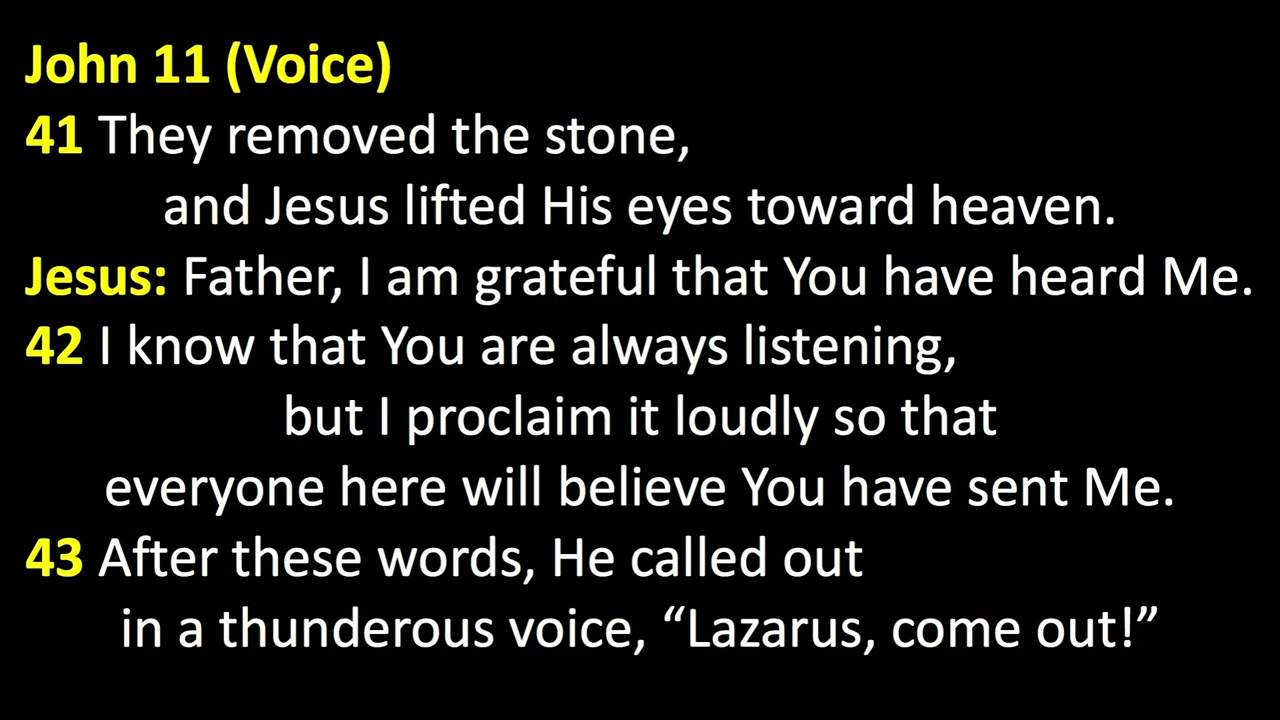 John 11 (Voice)
41 They removed the stone,
and Jesus lifted His eyes toward heaven.
Jesus: Father, I am grateful that You have heard Me.
42 I know that You are always listening,
but I proclaim it loudly so that
everyone here will believe You have sent Me.
43 After these words, He called out
in a thunderous voice, “Lazarus, come out!”